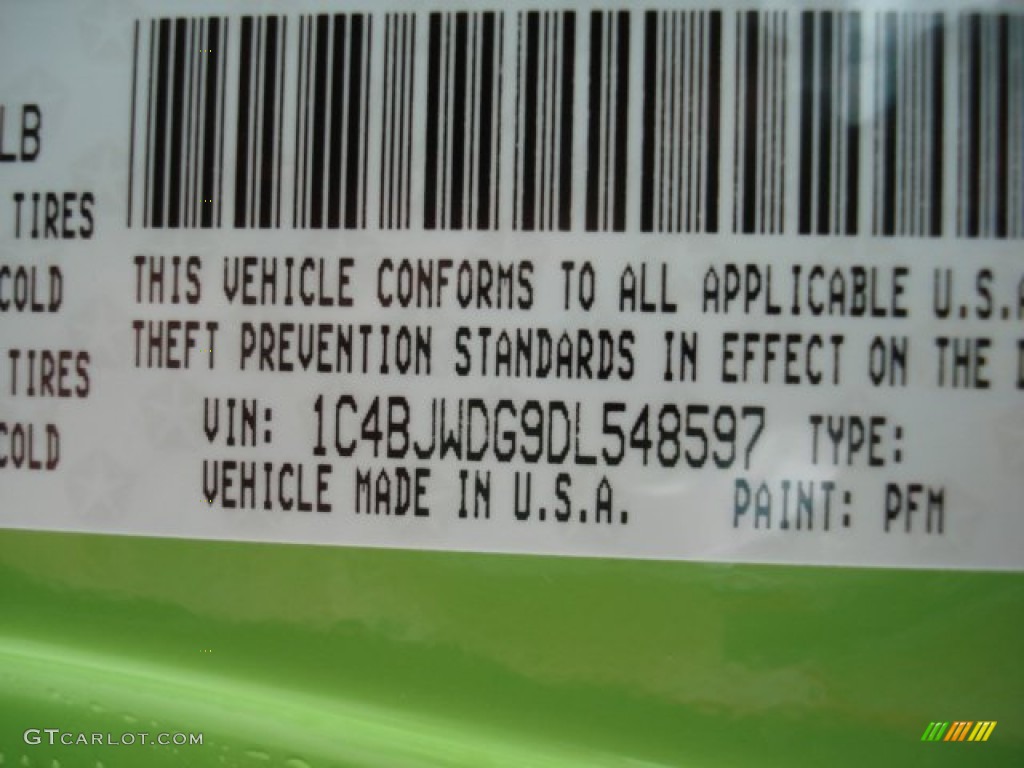 LB
TIRES
COLD
TIRES
COLD
THIS VEHICLE CONFORMS TO ALL APPLICABLE U.S.A
THEFT PREVENTION STANDARDS IN EFFECT ON THE
VIN: 1C4BJWDG9DL548597 TYPE:
VEHICLE MADE IN U.S.A. PAINT: PFM
GTCARLOT.COM